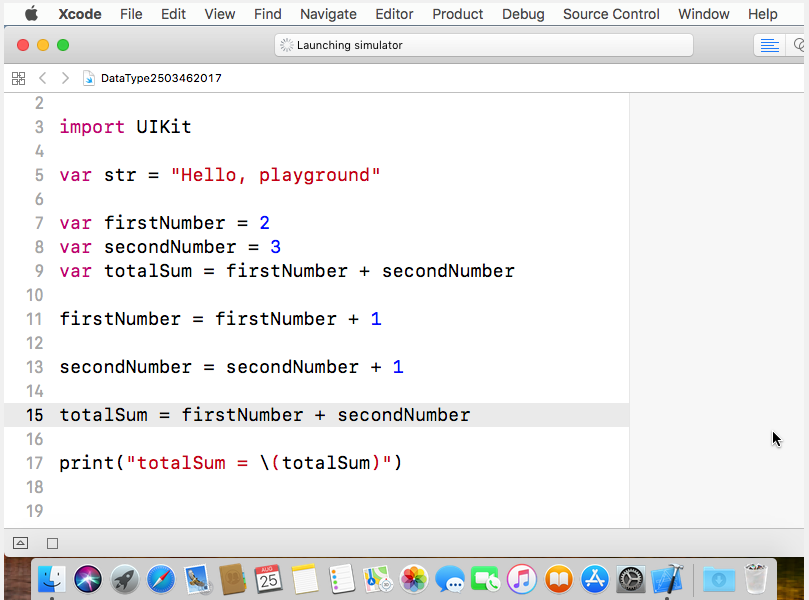 Xcode File Edit View Find Navigate Editor Product Debug Source Control Window Help
Launching simulator
DataType2503462017
2
3 import UIKit
4
5 var str = "Hello, playground"
6
7 var firstNumber = 2
8 var secondNumber = 3
9 var totalSum = firstNumber + secondNumber
10
11 firstNumber = firstNumber + 1
12
13 secondNumber = secondNumber + 1
14
15 totalSum = firstNumber + secondNumber
16
17 print("totalSum = \(totalSum)")
18
19
AUG
25